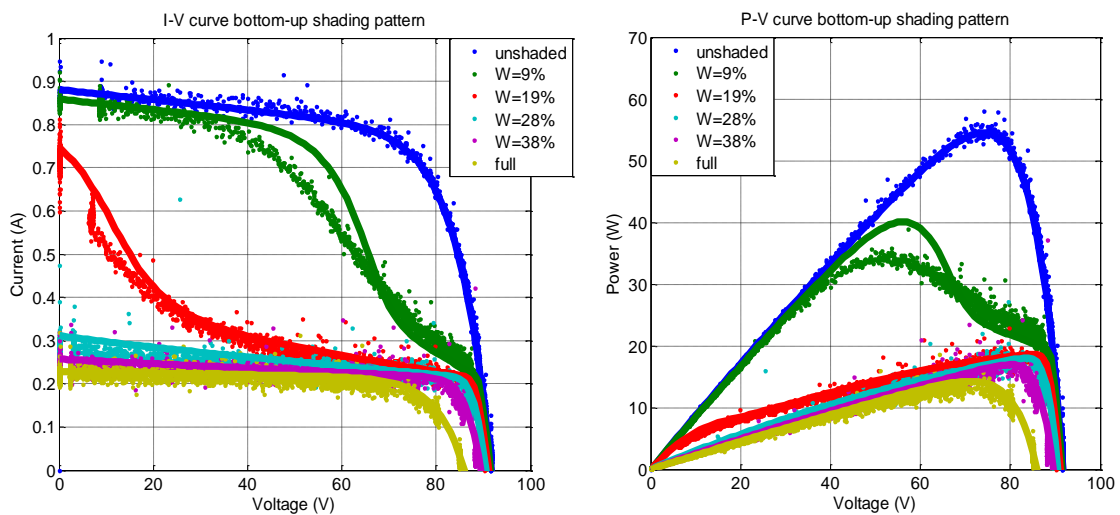 I-V curve bottom-up shading pattern
1
0.9
0.8
0.7
0.6
0.5
0.4
0.3
0.2
0.1
0
Current (A)
0
20
40
60
80
100
Voltage (V)
unshaded
W=9%
W=19%
W=28%
W=38%
full
P-V curve bottom-up shading pattern
70
60
50
40
30
20
10
0
Power (W)
0
20
40
60
80
100
Voltage (V)
unshaded
W=9%
W=19%
W=28%
W=38%
full